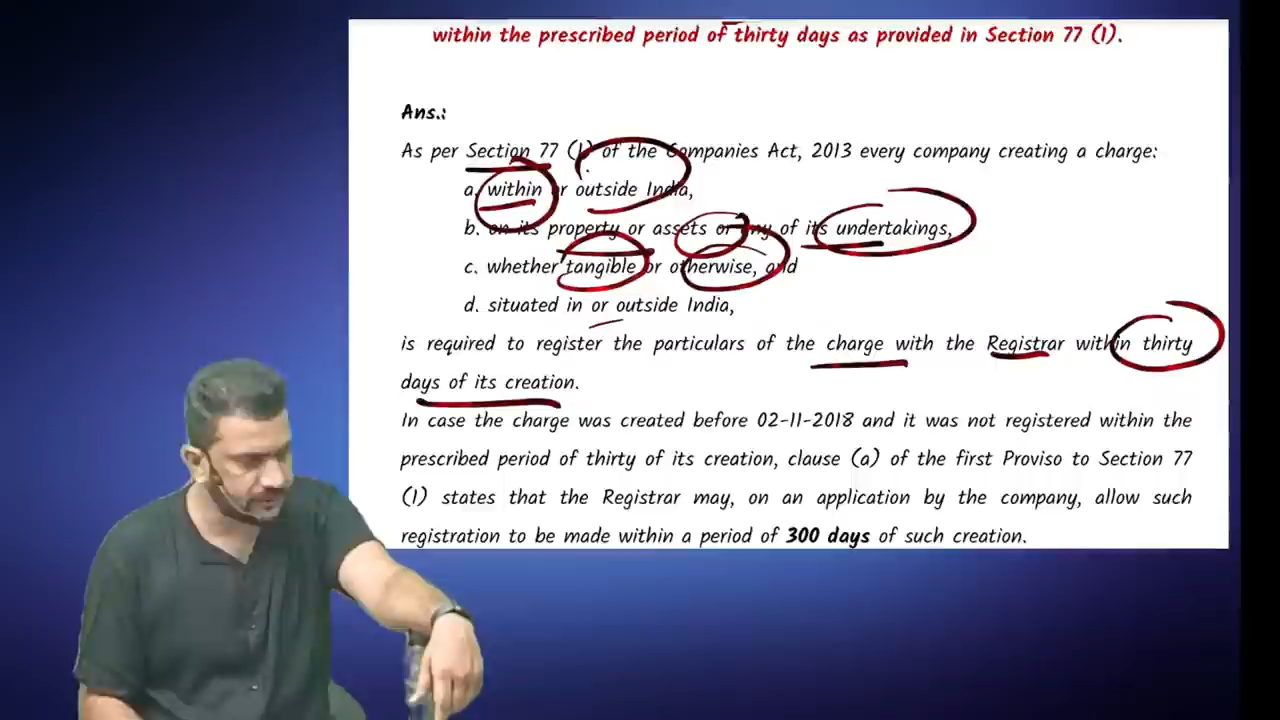 within the prescribed period of thirty days as provided in Section 77 (1).
Ans.:
As per Section 77 (1) of the Companies Act, 2013 every company creating a charge:
a. within or outside India,
b. on its property or assets or any of its undertakings,
c. whether tangible or otherwise, and
d. situated in or outside India,
is required to register the particulars of the charge with the Registrar within thirty
days of its creation.
In case the charge was created before 02-11-2018 and it was not registered within the
prescribed period of thirty of its creation, clause (a) of the first Proviso to Section 77
(1) states that the Registrar may, on an application by the company, allow such
registration to be made within a period of 300 days of such creation.